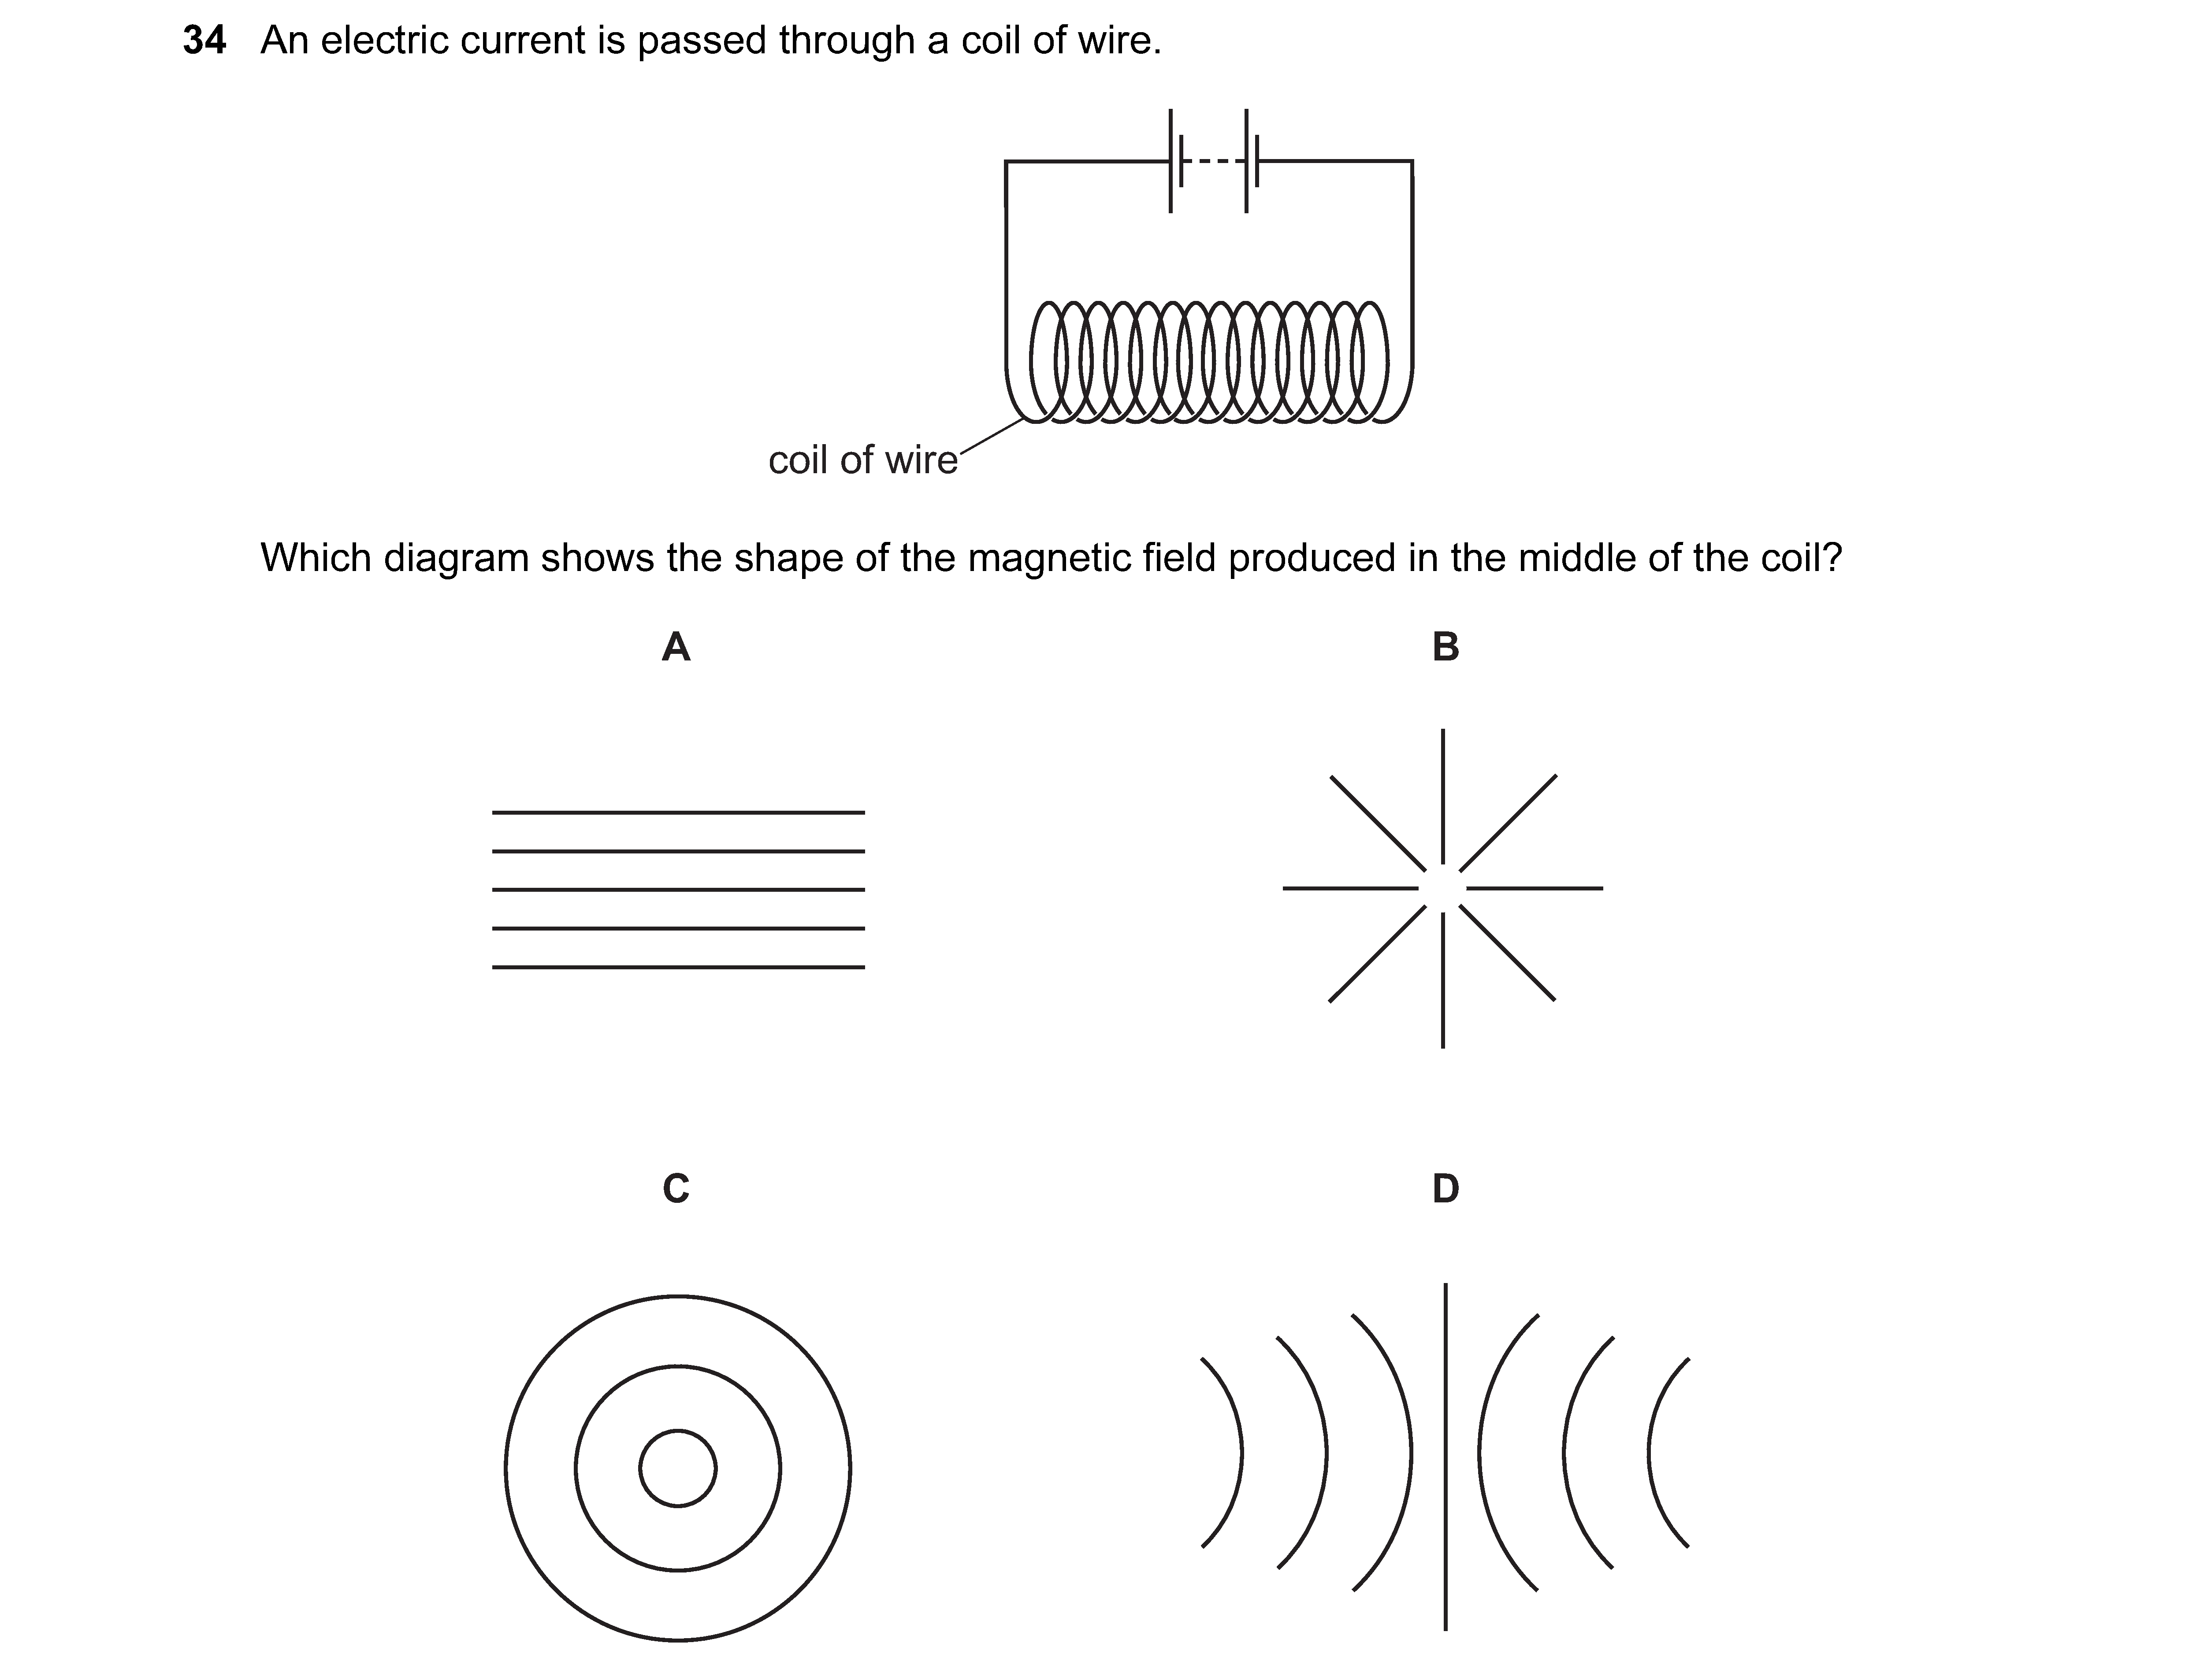 34 An electric current is passed through a coil of wire.
coil of wire
Which diagram shows the shape of the magnetic field produced in the middle of the coil?
A B
C D